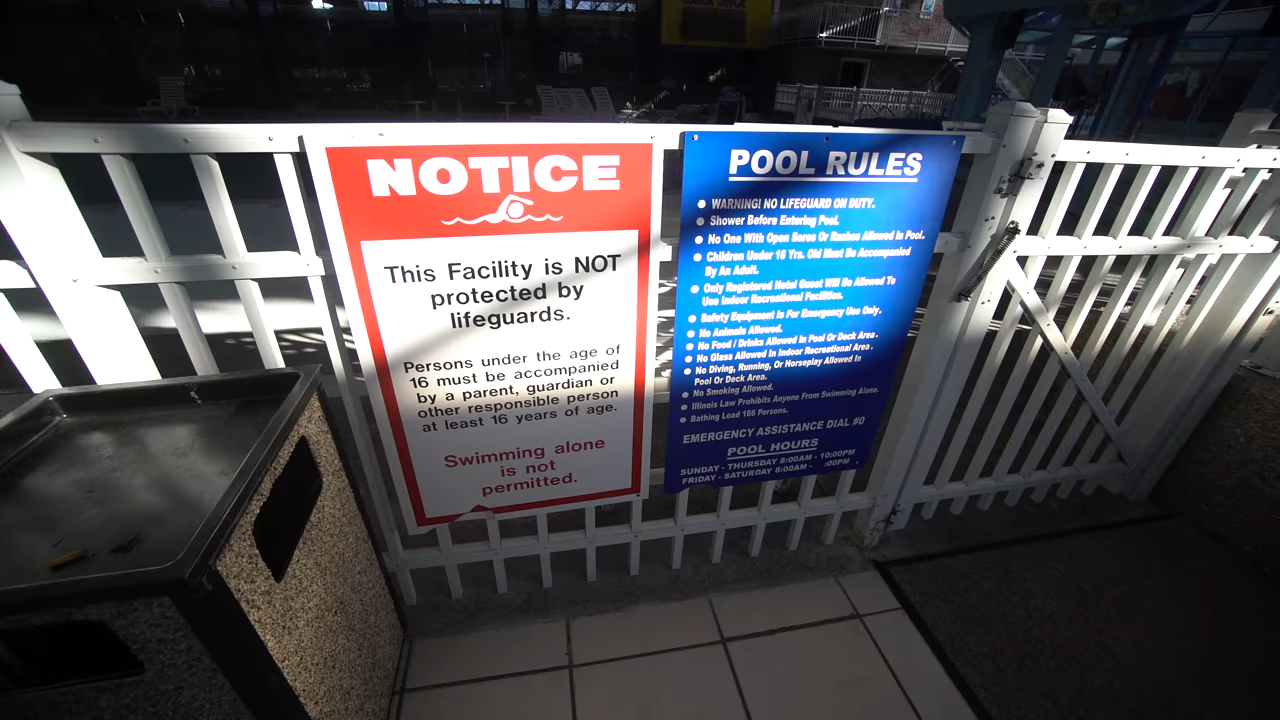 NOTICE
This Facility is NOT
protected by
lifeguards.
Persons under the age of
16 must be accompanied
by a parent, guardian or
other responsible person
at least 16 years of age.
Swimming alone
is not
permitted.
POOL RULES
WARNING! NO LIFEGUARD ON DUTY.
Shower Before Entering Pool.
No One With Open Sores Or Rashes Allowed In Pool.
Children Under 16 Yrs. Old Must Be Accompanied
By An Adult.
Only Registered Hotel Guest Will Be Allowed To
Use Indoor Recreational Facilities.
Safety Equipment Is For Emergency Use Only.
No Animals Allowed.
No Food / Drinks Allowed In Pool Or Deck Area.
No Glass Allowed In Indoor Recreational Area.
No Diving, Running, Or Horseplay Allowed In
Pool Or Deck Area.
No Smoking Allowed.
Illinois Law Prohibits Anyone From Swimming Alone.
Bathing Load 166 Persons.
EMERGENCY ASSISTANCE DIAL #0
POOL HOURS
SUNDAY - THURSDAY 8:00AM - 10:00PM
FRIDAY - SATURDAY 8:00AM - :00PM